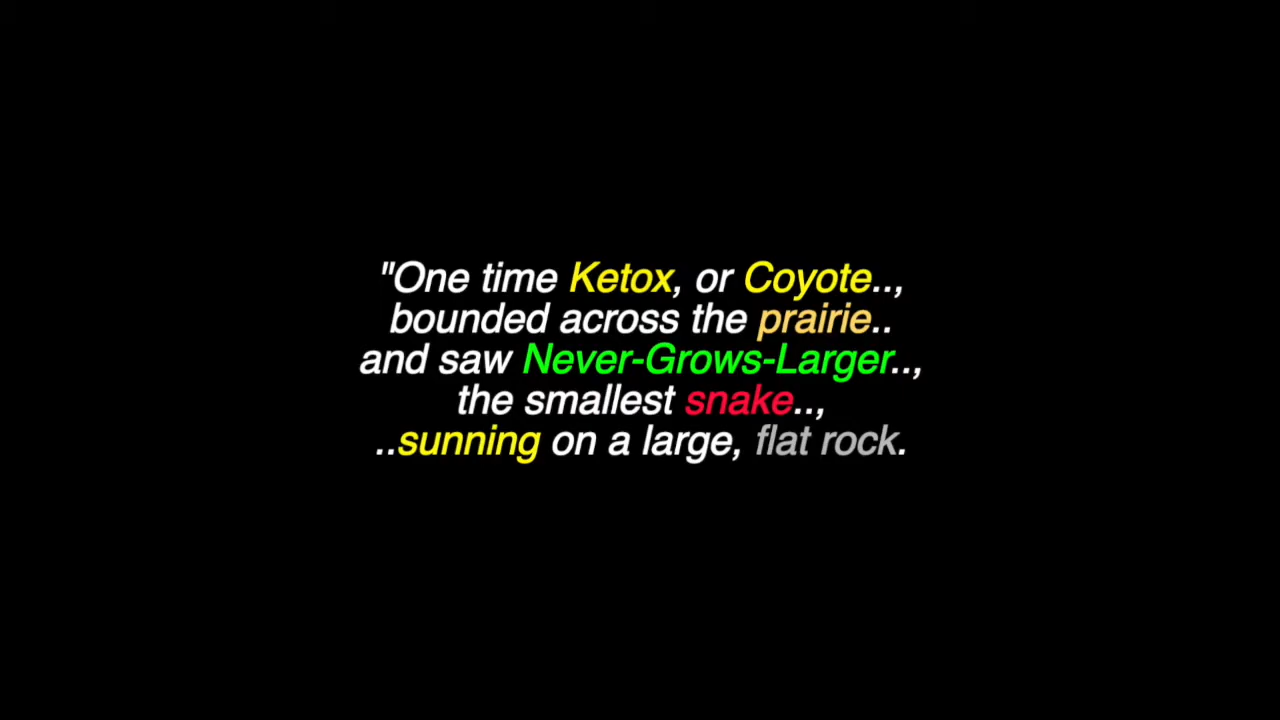 "One time Ketox, or Coyote..,
bounded across the prairie..
and saw Never-Grows-Larger..,
the smallest snake..,
..sunning on a large, flat rock.